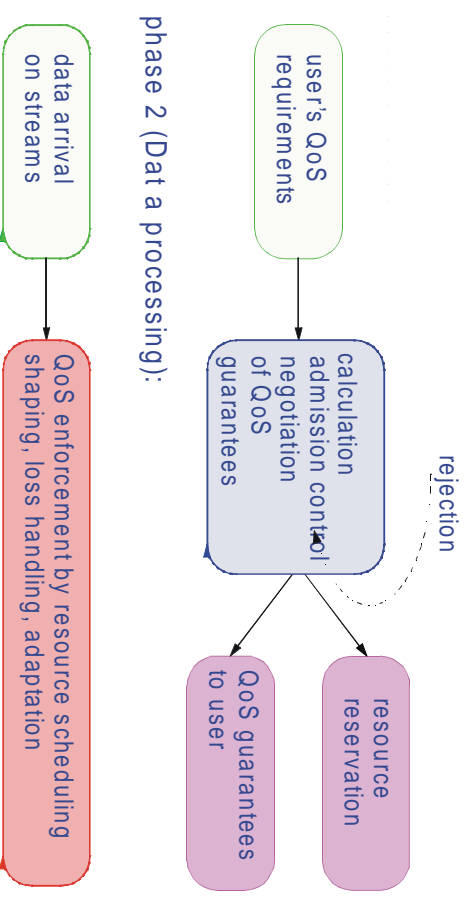 rejection
user's QoS
requirements
calculation
admission control
negotiation
of QoS
guarantees
resource
reservation
QoS guarantees
to user
phase 2 (Dat a processing):
data arrival
on streams
QoS enforcement by resource scheduling
shaping, loss handling, adaptation